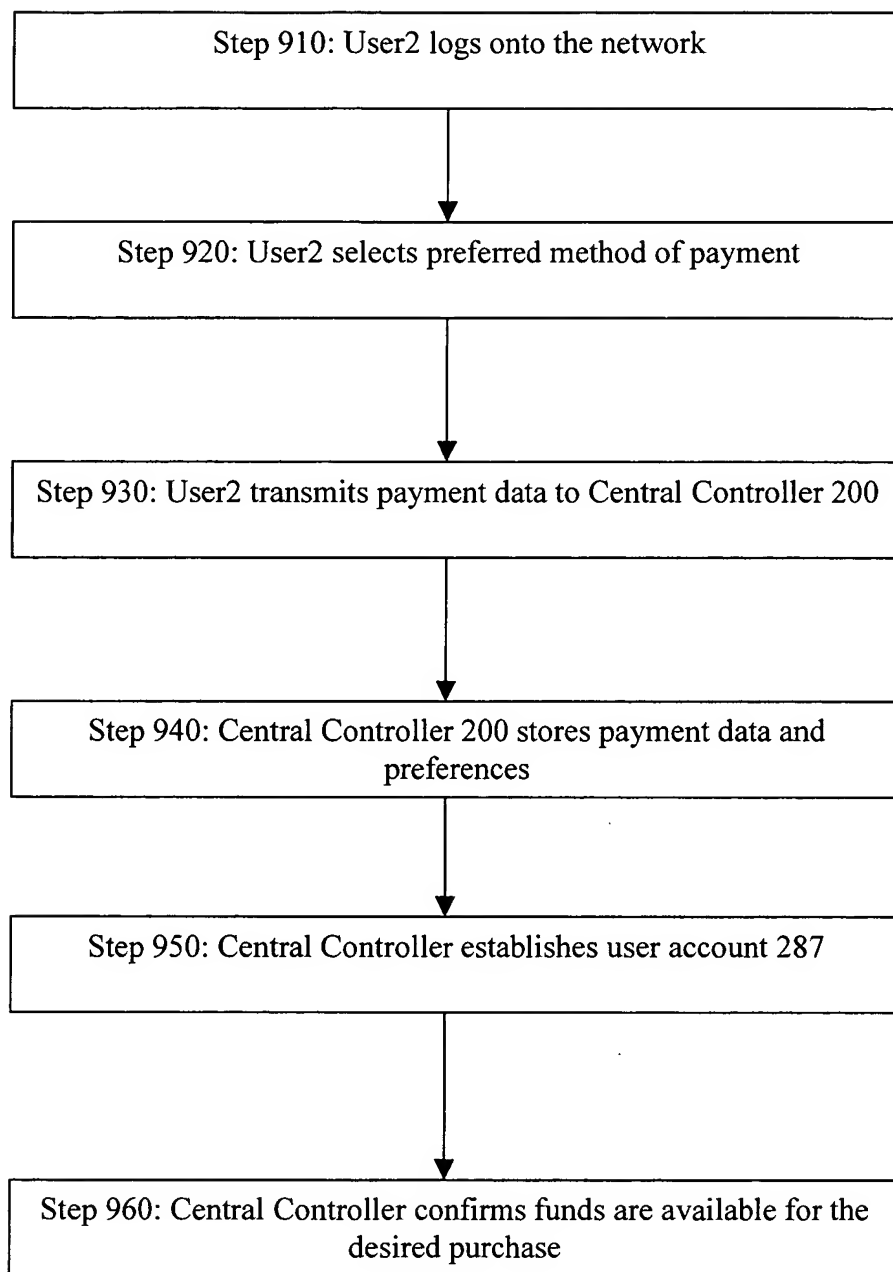 Step 910: User2 logs onto the network
Step 920: User2 selects preferred method of payment
Step 930: User2 transmits payment data to Central Controller 200
Step 940: Central Controller 200 stores payment data and
preferences
Step 950: Central Controller establishes user account 287
Step 960: Central Controller confirms funds are available for the
desired purchase